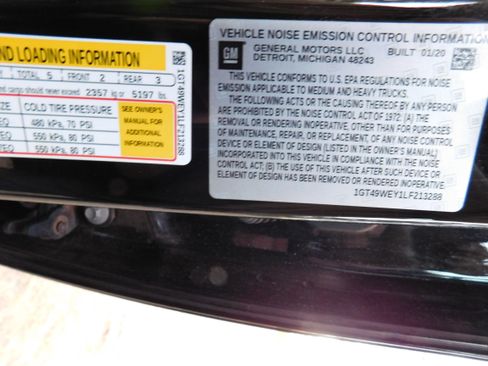 ND LOADING INFORMATION
TOTAL 5 FRONT 2 REAR 3
and cargo should never exceed 2357 kg or 5197 lbs
SIZE COLD TIRE PRESSURE
480 kPa, 70 PSI
550 kPa, 80 PSI
550 kPa, 80 PSI
SEE OWNER'S
MANUAL FOR
ADDITIONAL
INFORMATION
1GT49WEY1LF213288
VEHICLE NOISE EMISSION CONTROL INFORMATION
GM
GENERAL MOTORS LLC BUILT 01/20
DETROIT, MICHIGAN 48243
THIS VEHICLE CONFORMS TO U.S. EPA REGULATIONS FOR NOISE
EMISSION APPLICABLE TO MEDIUM AND HEAVY TRUCKS.
THE FOLLOWING ACTS OR THE CAUSING THEREOF BY ANY PERSON
ARE PROHIBITED BY THE NOISE CONTROL ACT OF 1972: (A) THE
REMOVAL OR RENDERING INOPERATIVE, OTHER THAN FOR PURPOSES
OF MAINTENANCE, REPAIR, OR REPLACEMENT, OF ANY NOISE CONTROL
DEVICE OR ELEMENT OF DESIGN (LISTED IN THE OWNER'S MANUAL)
INCORPORATED INTO THIS VEHICLE IN COMPLIANCE WITH THE NOISE
CONTROL ACT; (B) THE USE OF THIS VEHICLE AFTER SUCH DEVICE OR
ELEMENT OF DESIGN HAS BEEN REMOVED OR RENDERED INOPERATIVE.
1GT49WEY1LF213288